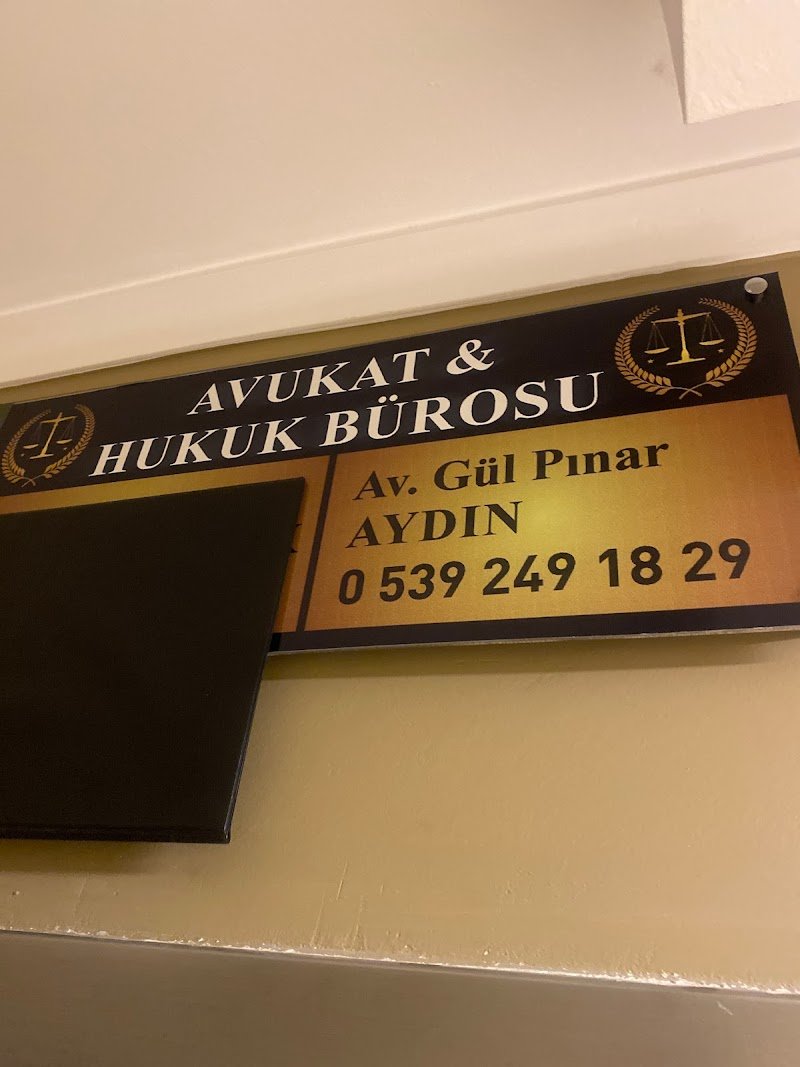 AVUKAT &
HUKUK BÜROSU
Av. Gül Pınar
AYDIN
0 539 249 18 29